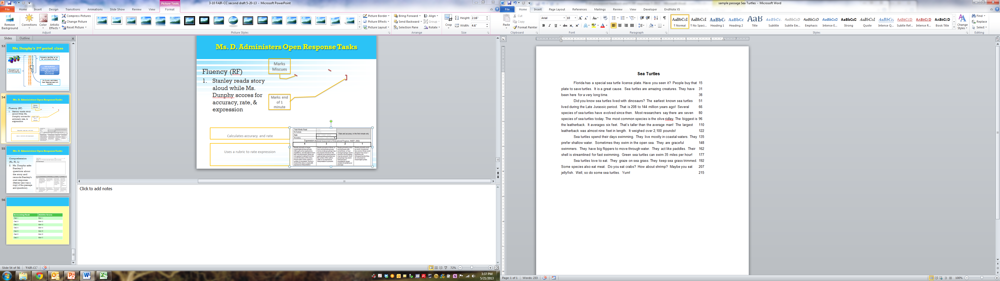 3-10 FAIR-CC second draft 5-20-13 - Microsoft PowerPoint
Picture Tools
File Home Insert Design Transitions Animations Slide Show Review View Format
Remove Background
Corrections
Color
Artistic Effects
Compress Pictures
Change Picture
Reset Picture
Adjust
Picture Styles
Picture Border
Picture Effects
Picture Layout
Bring Forward
Send Backward
Selection Pane
Align
Group
Rotate
Arrange
Crop
Height: 2.16"
Width: 4.6"
Size
Slides Outline
53
Ms. Dunphy's 2nd period class
54
Ms. D. Administers Open Response Tasks
55
Ms. D. Administers Open Response Tasks
Comprehension
(RL, RI, L)
2. Ms. Dunphy asks
Stanley 3
questions about
the story and
records Stanley's
oral response.
(Stanley also has a
copy of the passage
and questions).
56
Screening Task Ability Score
Ms. D. Administers Open Response Tasks
Marks
Miscues
Fluency (RF)
1. Stanley reads story
aloud while Ms.
Dunphy scores for
accuracy, rate, &
expression
Marks end
of 1
minute
Calculates accuracy and rate
Uses a rubric to rate expression
Total Words Read
# of errors
Rate
Accuracy
%
Rate and accuracy in the first minute only
Expression (National Assessment of Educational Progress, NAEP, 2003)
4 3 2 1
Click to add notes
Slide 54 of 56 "FAIR-CC" 72%
3:37 PM
5/21/2013
sample passage Sea Turtles - Microsoft Word
File Home Insert Page Layout References Mailings Review View Developer EndNote X5
Paste
Cut
Copy
Format Painter
Clipboard
Arial 10
Font
Paragraph
¶ Normal ¶ No Spaci... Heading 1 Heading 2 Title Subtitle Subtle Em... Emphasis Intense E... Strong Quote Intense Q... Subtle Ref... Intense R... Book Title
Styles
Change Styles
Find
Replace
Select
Editing
Sea Turtles
Florida has a special sea turtle license plate. Have you seen it? People buy that 15
plate to save turtles. It is a great cause. Sea turtles are amazing creatures. They have 31
been here for a very long time. 38
Did you know sea turtles lived with dinosaurs? The earliest known sea turtles 51
lived during the Late Jurassic period. That is 208 to 144 million years ago! Several 66
species of sea turtles have evolved since then. Most researchers say there are seven 80
species of sea turtles today. The most common species is the olive ridley. The biggest is 96
the leatherback. It averages six feet. That's taller than the average man! The largest 110
leatherback was almost nine feet in length. It weighed over 2,100 pounds! 122
Sea turtles spend their days swimming. They live mostly in coastal waters. They 135
prefer shallow water. Sometimes they swim in the open sea. They are graceful 148
swimmers. They have big flippers to move through water. They act like paddles. Their 162
shell is streamlined for fast swimming. Green sea turtles can swim 35 miles per hour! 177
Sea turtles love to eat. They graze on sea grass. They keep sea grass trimmed. 192
Some species also eat meat. Do you eat crabs? How about shrimp? Maybe you eat 207
jellyfish. Well, so do some sea turtles. Yum! 215
Page: 1 of 1 Words: 233 100%